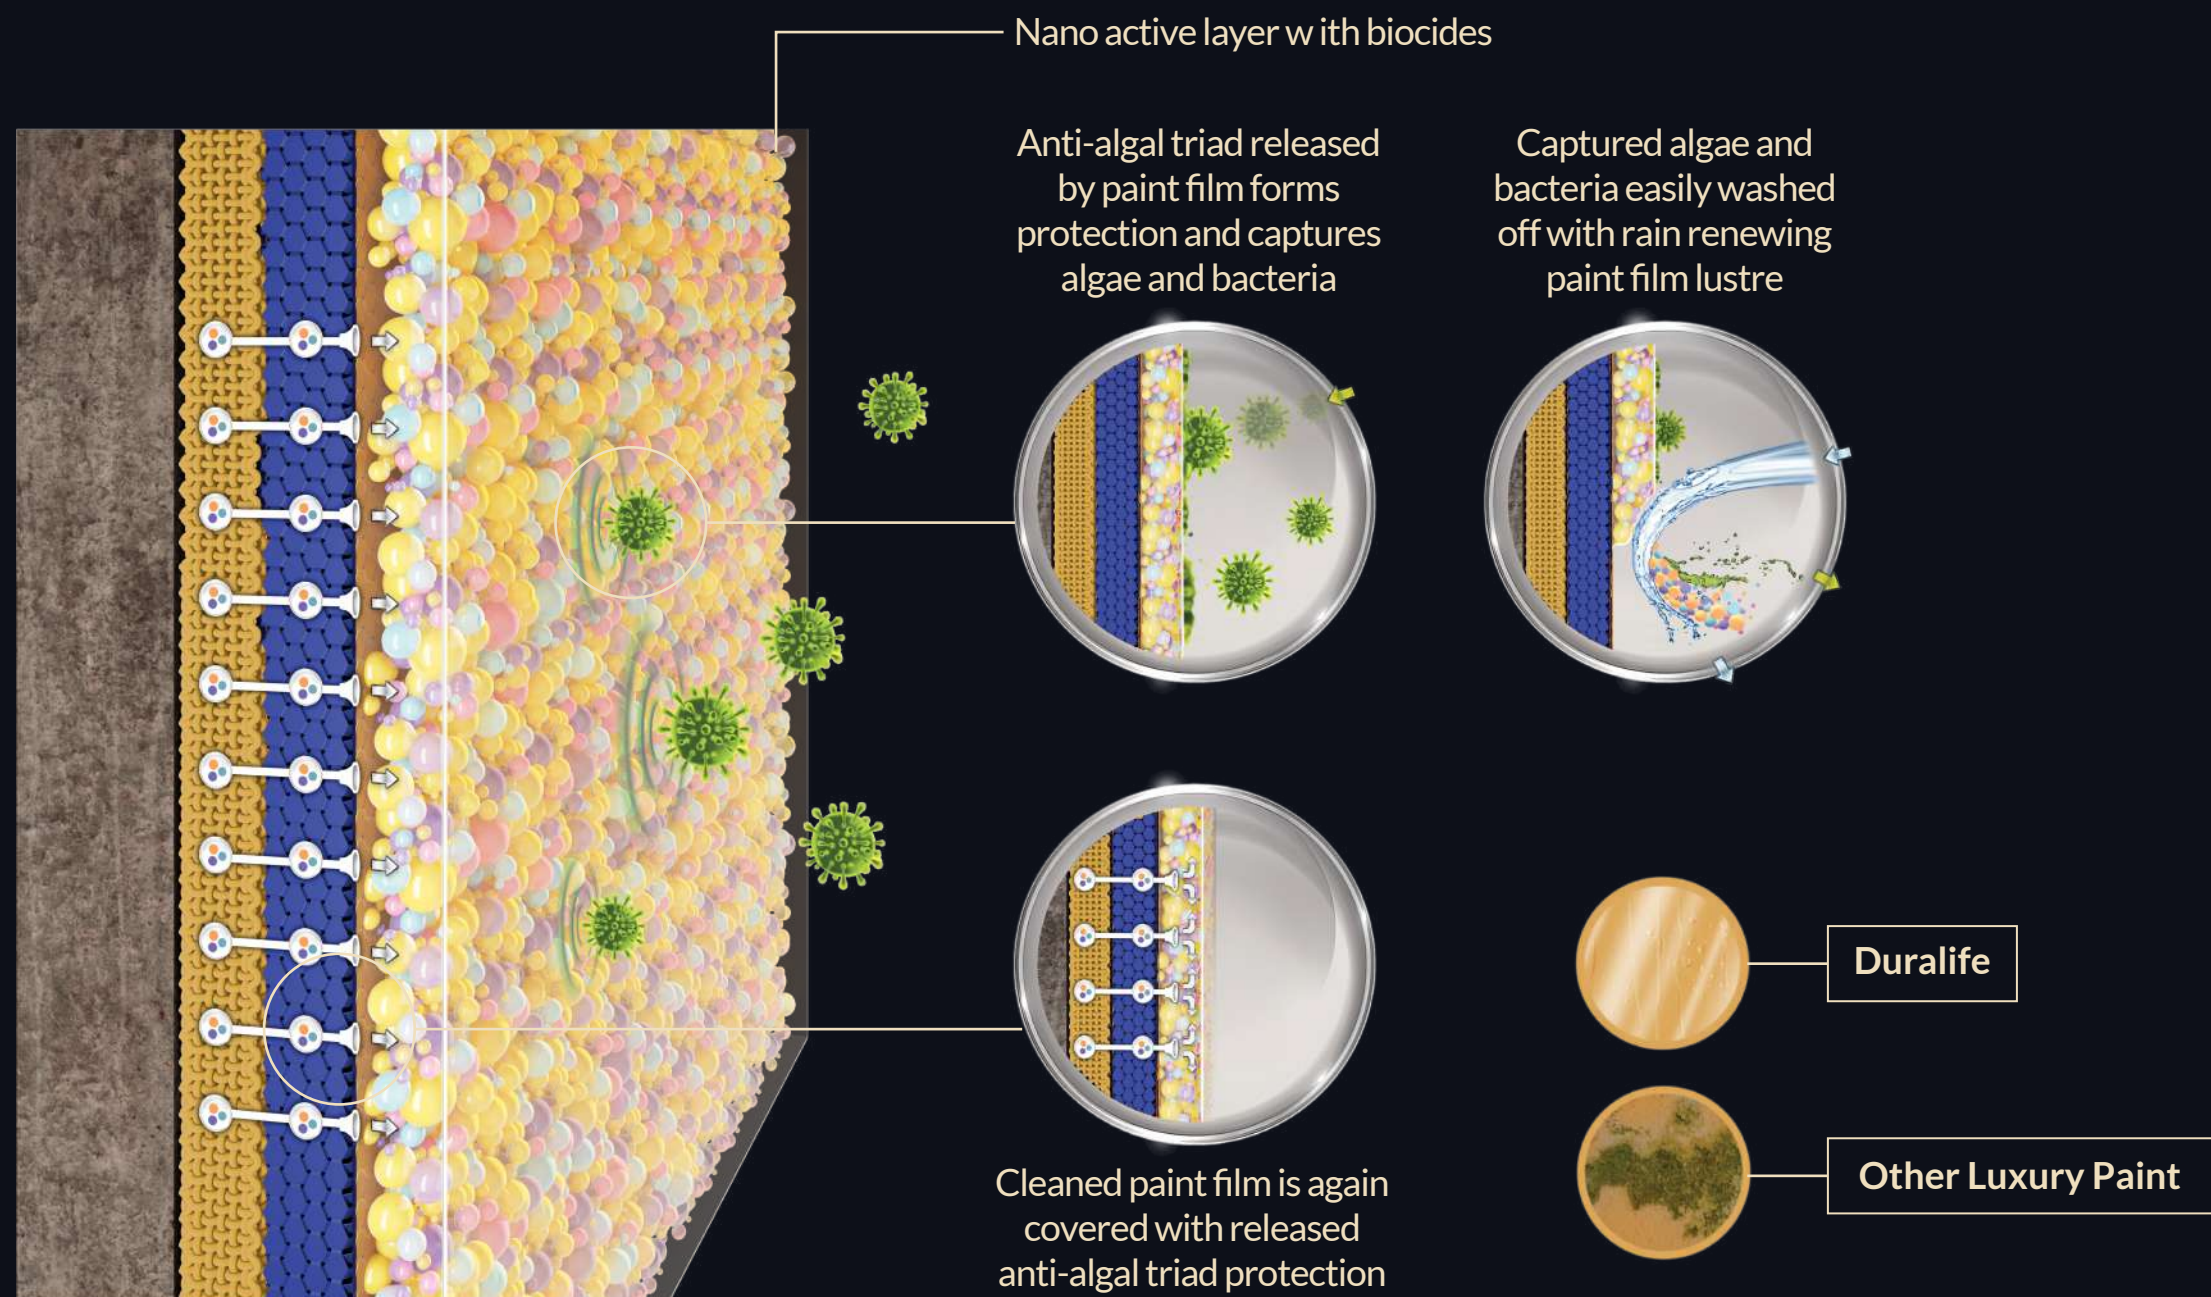 Nano active layer w ith biocides
Anti-algal triad released
by paint film forms
protection and captures
algae and bacteria
Captured algae and
bacteria easily washed
off with rain renewing
paint film lustre
Duralife
Other Luxury Paint
Cleaned paint film is again
covered with released
anti-algal triad protection